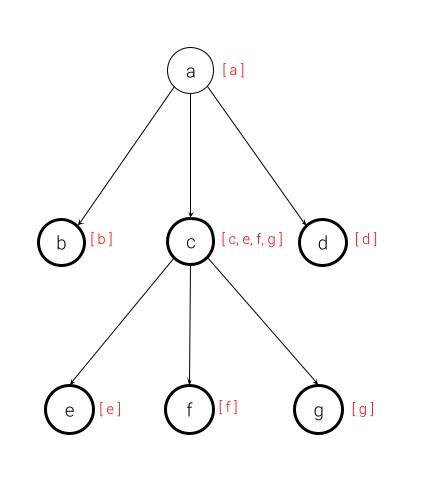 a [ a ]
b [ b ] c [ c, e, f, g ] d [ d ]
e [ e ] f [ f ] g [ g ]